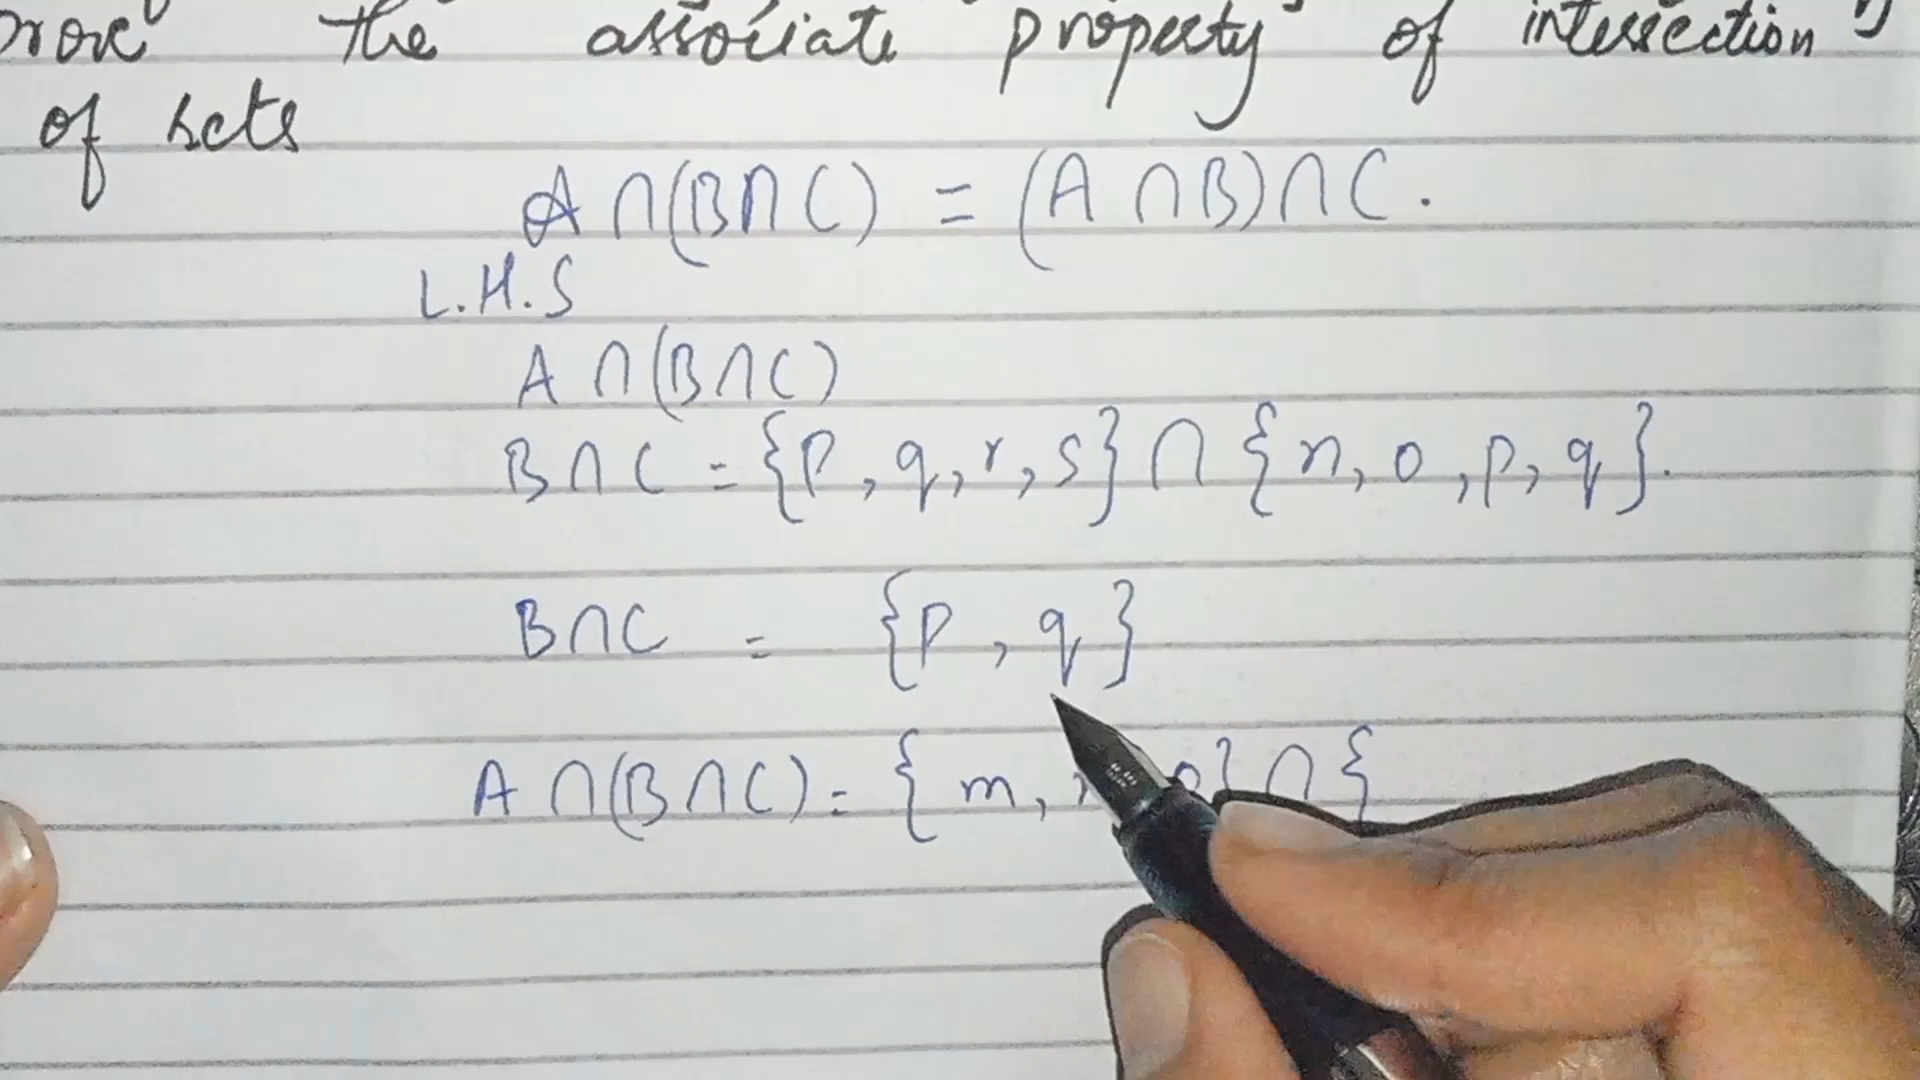 the associate property of intersection
of sets
A ∩ (B ∩ C) = (A ∩ B) ∩ C.
L.H.S
A ∩ (B ∩ C)
B ∩ C = {p, q, r, s} ∩ {n, o, p, q}.
B ∩ C = {p, q}
A ∩ (B ∩ C) = { m, o} ∩ {